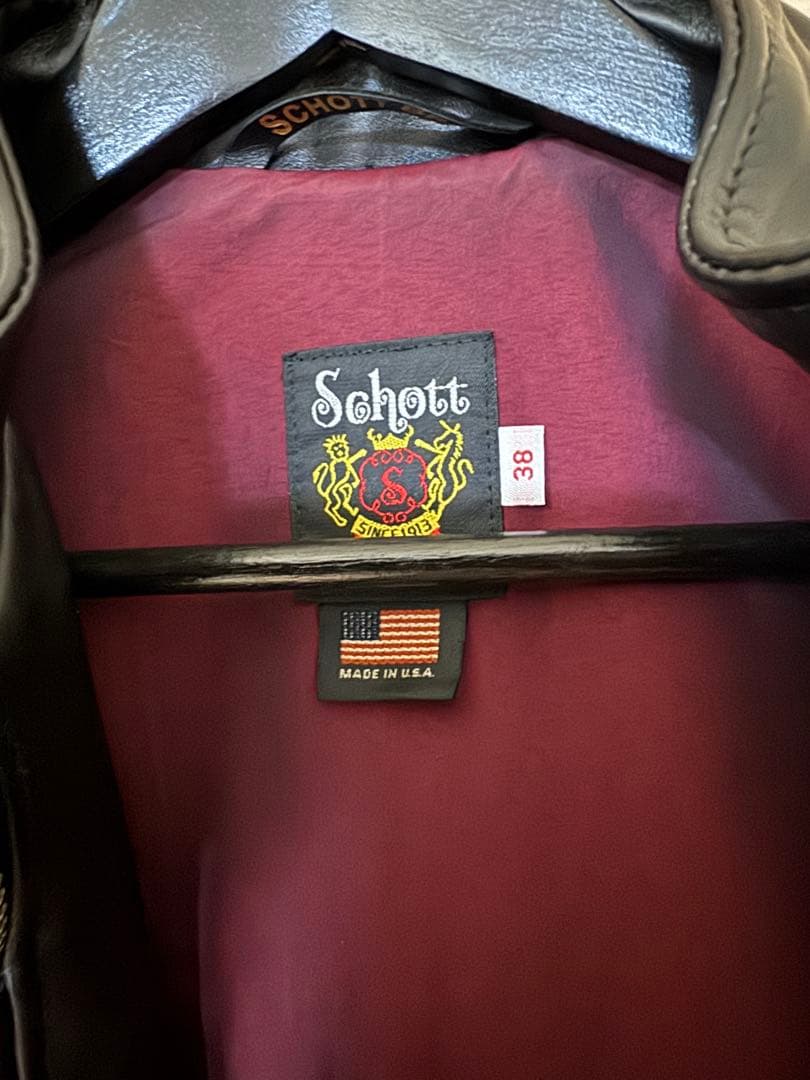 SCHOTT
Schott
S
SINCE 1913
38
MADE IN U.S.A.